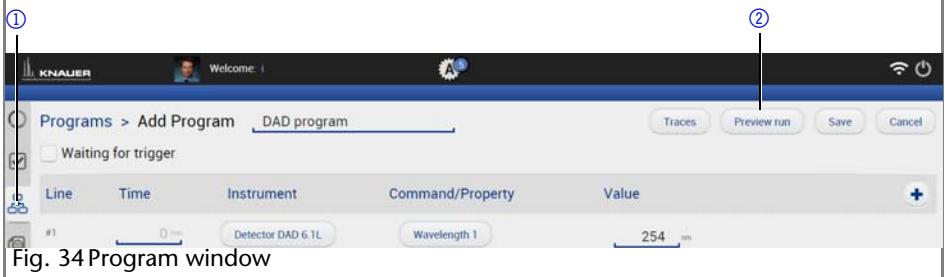 ① ②
KNAUER Welcome: i A 5
Programs > Add Program DAD program Traces Preview run Save Cancel
Waiting for trigger
Line Time Instrument Command/Property Value
#1 0 min Detector DAD 6.1L Wavelength 1 254 nm
Fig. 34 Program window